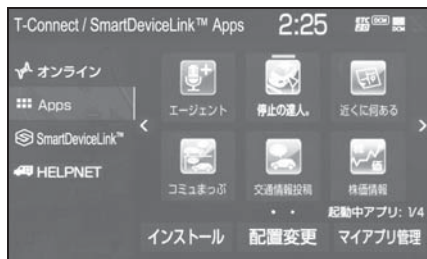 T-Connect / SmartDeviceLink™ Apps 2:25
オンライン
Apps
SmartDeviceLink™
HELPNET
エージェント 停止の達人。 近くに何ある
コミュまっぷ 交通情報投稿 株価情報
起動中アプリ: 1/4
インストール 配置変更 マイアプリ管理